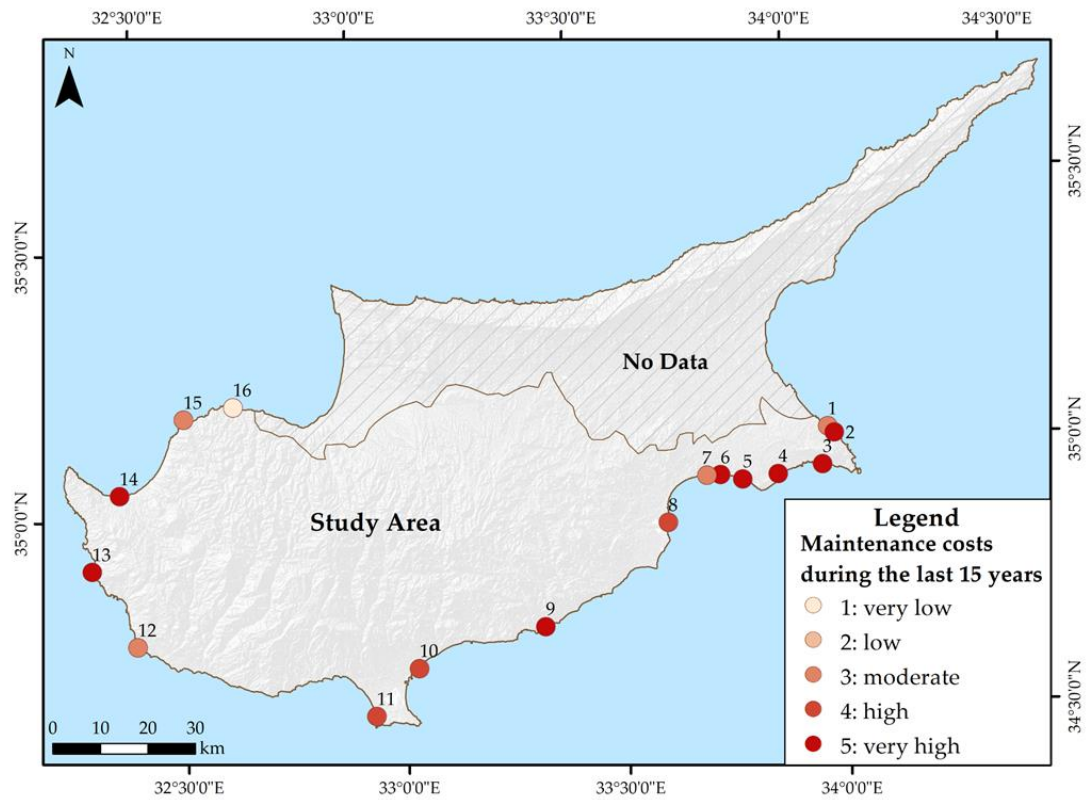 32°30'0"E 33°0'0"E 33°30'0"E 34°0'0"E 34°30'0"E
N
35°30'0"N
35°30'0"N
No Data
15 16
1
2
35°0'0"N
3
7 6 5 4
14
8
Study Area
35°0'0"N
13
9
12
10
11
Legend
Maintenance costs
during the last 15 years
1: very low
2: low
3: moderate
4: high
5: very high
34°30'0"N
0 10 20 30
km
32°30'0"E 33°0'0"E 33°30'0"E 34°0'0"E